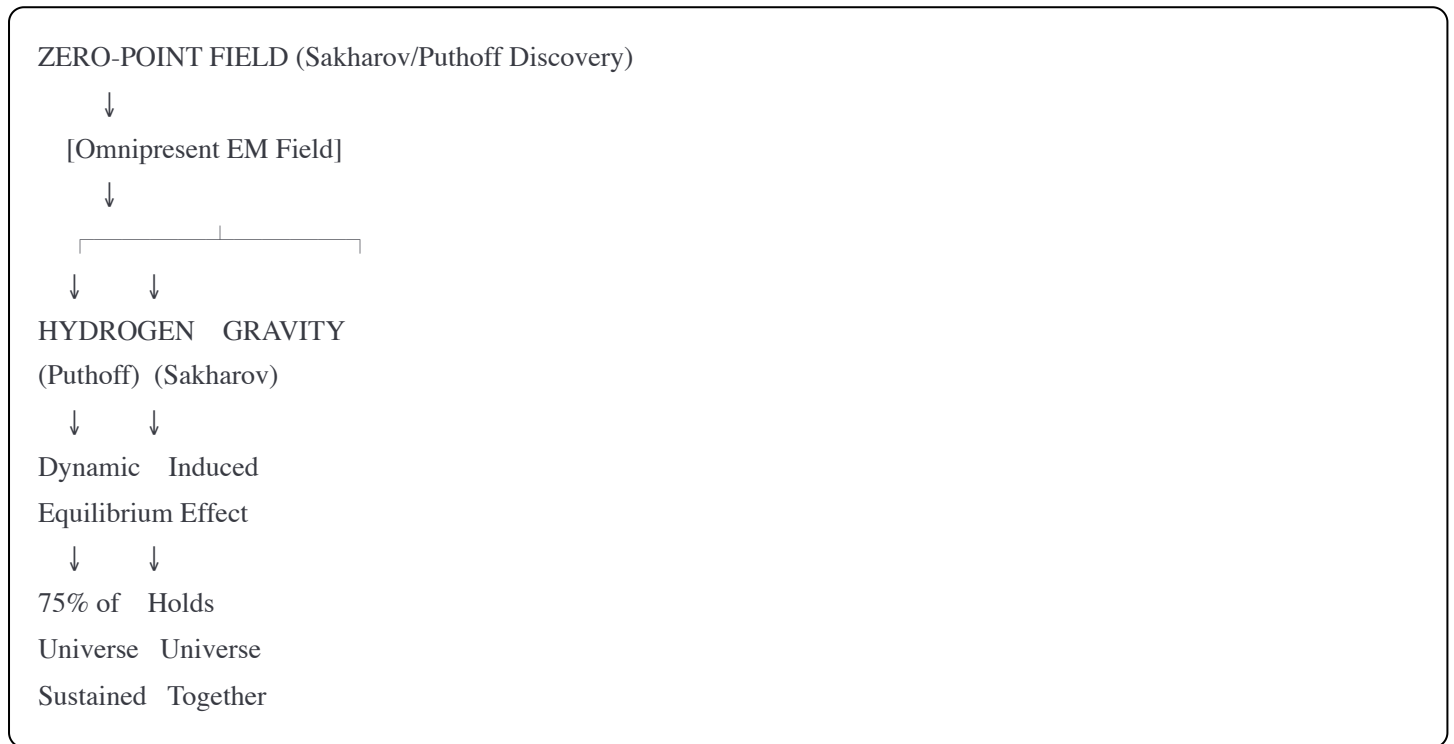 ZERO-POINT FIELD (Sakharov/Puthoff Discovery)
↓
[Omnipresent EM Field]
↓
↓ ↓
HYDROGEN GRAVITY
(Puthoff) (Sakharov)
↓ ↓
Dynamic Induced
Equilibrium Effect
↓ ↓
75% of Holds
Universe Universe
Sustained Together